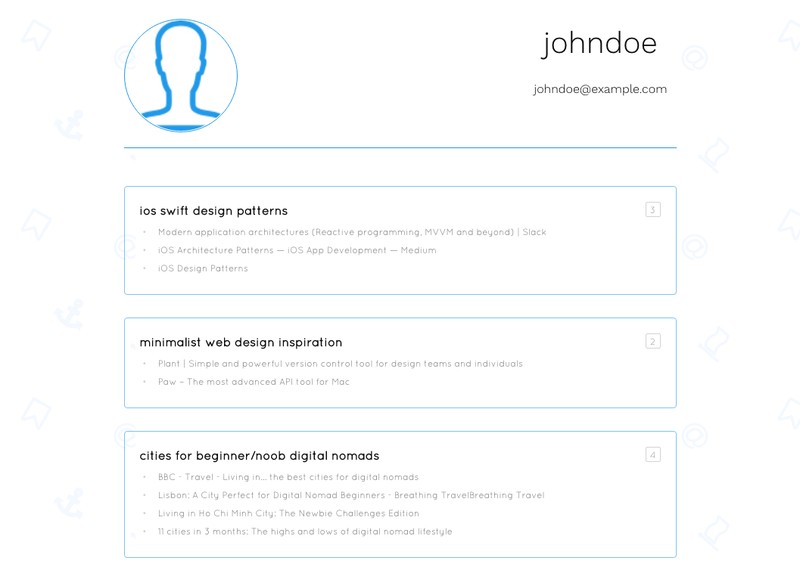 johndoe
johndoe@example.com
ios swift design patterns
3
Modern application architectures (Reactive programming, MVVM and beyond) | Slack
iOS Architecture Patterns — iOS App Development — Medium
iOS Design Patterns
minimalist web design inspiration
2
Plant | Simple and powerful version control tool for design teams and individuals
Paw – The most advanced API tool for Mac
cities for beginner/noob digital nomads
4
BBC - Travel - Living in… the best cities for digital nomads
Lisbon: A City Perfect for Digital Nomad Beginners - Breathing TravelBreathing Travel
Living in Ho Chi Minh City: The Newbie Challenges Edition
11 cities in 3 months: The highs and lows of digital nomad lifestyle